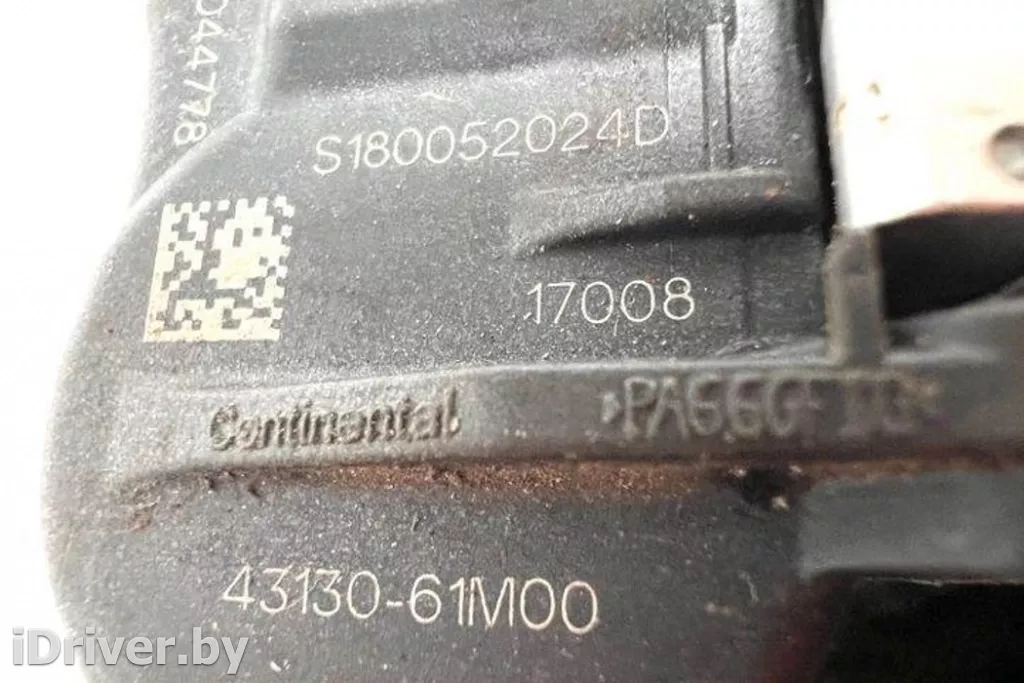 044778
S180052024D
17008
Continental
43130-61M00
iDriver.by